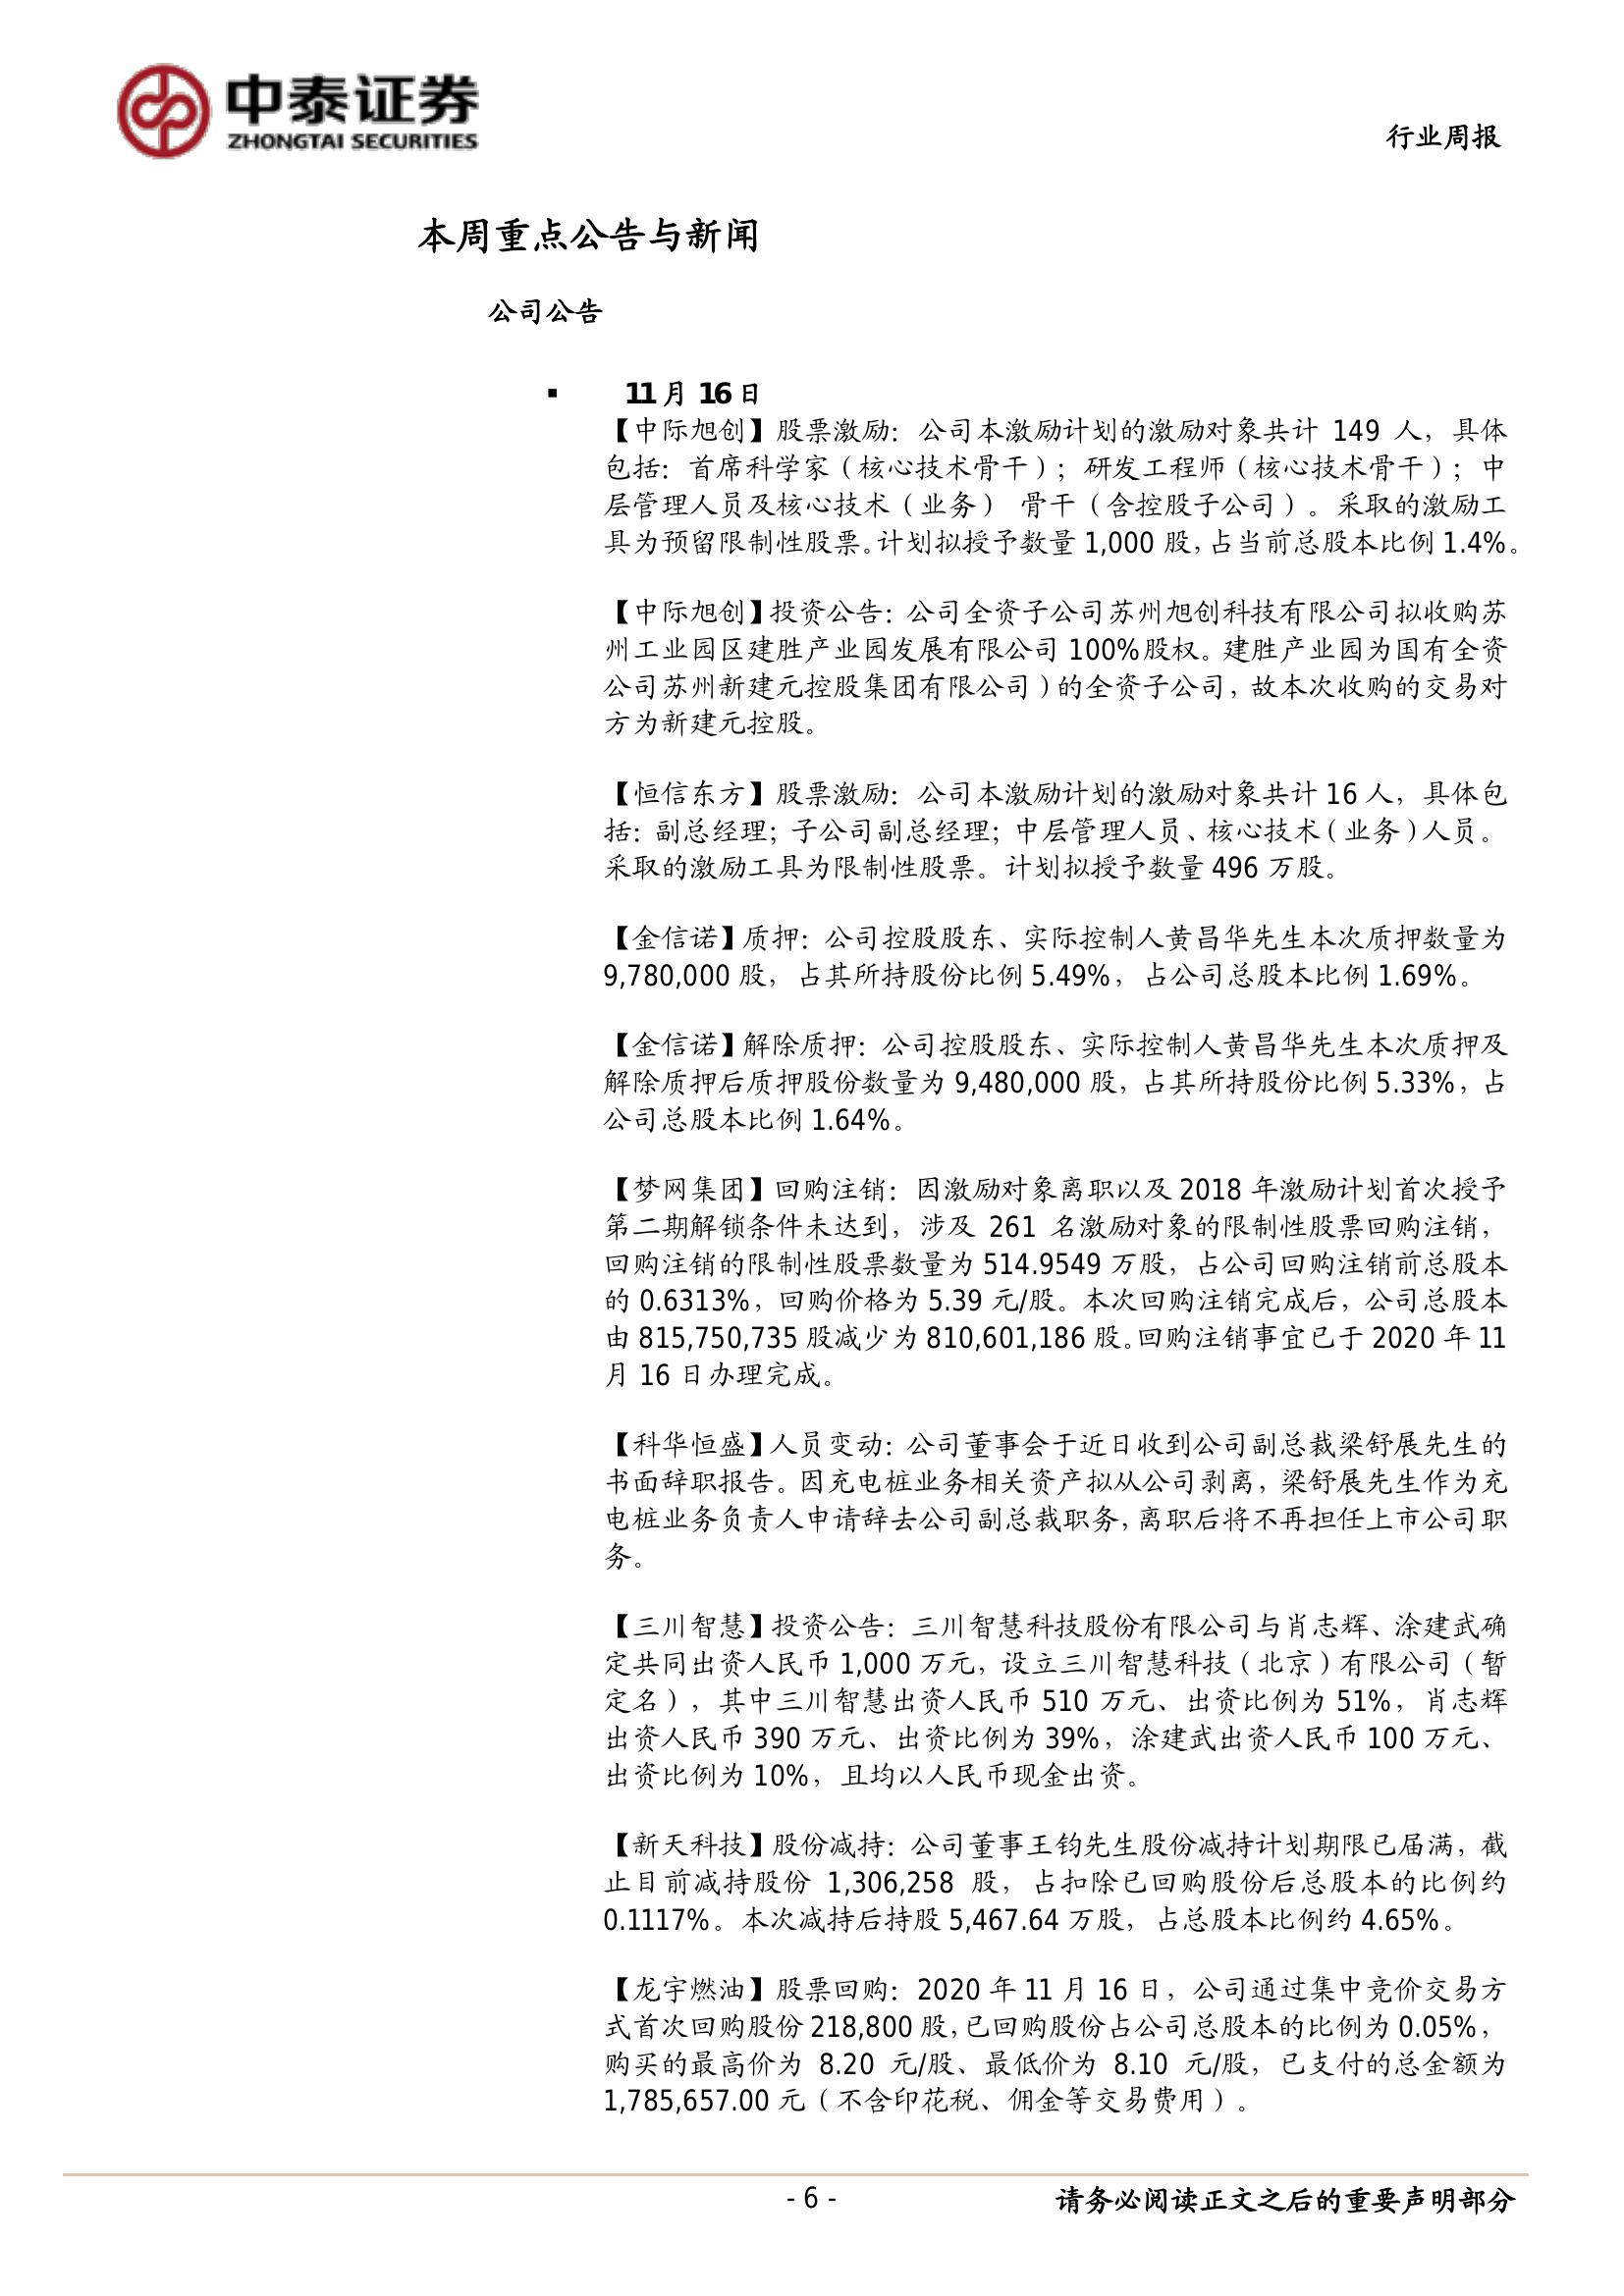 中泰证券
ZHONGTAI SECURITIES
行业周报
本周重点公告与新闻
公司公告
▪ 11月 16日
【中际旭创】股票激励：公司本激励计划的激励对象共计 149 人，具体
包括：首席科学家（核心技术骨干）；研发工程师（核心技术骨干）；中
层管理人员及核心技术（业务） 骨干（含控股子公司）。采取的激励工
具为预留限制性股票。计划拟授予数量 1,000 股，占当前总股本比例 1.4%。
【中际旭创】投资公告：公司全资子公司苏州旭创科技有限公司拟收购苏
州工业园区建胜产业园发展有限公司 100%股权。建胜产业园为国有全资
公司苏州新建元控股集团有限公司）的全资子公司，故本次收购的交易对
方为新建元控股。
【恒信东方】股票激励：公司本激励计划的激励对象共计 16 人，具体包
括：副总经理；子公司副总经理；中层管理人员、核心技术（业务）人员。
采取的激励工具为限制性股票。计划拟授予数量 496 万股。
【金信诺】质押：公司控股股东、实际控制人黄昌华先生本次质押数量为
9,780,000 股，占其所持股份比例 5.49%，占公司总股本比例 1.69%。
【金信诺】解除质押：公司控股股东、实际控制人黄昌华先生本次质押及
解除质押后质押股份数量为 9,480,000 股，占其所持股份比例 5.33%，占
公司总股本比例 1.64%。
【梦网集团】回购注销：因激励对象离职以及 2018 年激励计划首次授予
第二期解锁条件未达到，涉及 261 名激励对象的限制性股票回购注销，
回购注销的限制性股票数量为 514.9549 万股，占公司回购注销前总股本
的 0.6313%，回购价格为 5.39 元/股。本次回购注销完成后，公司总股本
由 815,750,735 股减少为 810,601,186 股。回购注销事宜已于 2020 年 11
月 16 日办理完成。
【科华恒盛】人员变动：公司董事会于近日收到公司副总裁梁舒展先生的
书面辞职报告。因充电桩业务相关资产拟从公司剥离，梁舒展先生作为充
电桩业务负责人申请辞去公司副总裁职务，离职后将不再担任上市公司职
务。
【三川智慧】投资公告：三川智慧科技股份有限公司与肖志辉、涂建武确
定共同出资人民币 1,000 万元，设立三川智慧科技（北京）有限公司（暂
定名），其中三川智慧出资人民币 510 万元、出资比例为 51%，肖志辉
出资人民币 390 万元、出资比例为 39%，涂建武出资人民币 100 万元、
出资比例为 10%，且均以人民币现金出资。
【新天科技】股份减持：公司董事王钧先生股份减持计划期限已届满，截
止目前减持股份 1,306,258 股，占扣除已回购股份后总股本的比例约
0.1117%。本次减持后持股 5,467.64 万股，占总股本比例约 4.65%。
【龙宇燃油】股票回购：2020 年 11 月 16 日，公司通过集中竞价交易方
式首次回购股份 218,800 股，已回购股份占公司总股本的比例为 0.05%，
购买的最高价为 8.20 元/股、最低价为 8.10 元/股，已支付的总金额为
1,785,657.00 元（不含印花税、佣金等交易费用）。
- 6 -
请务必阅读正文之后的重要声明部分